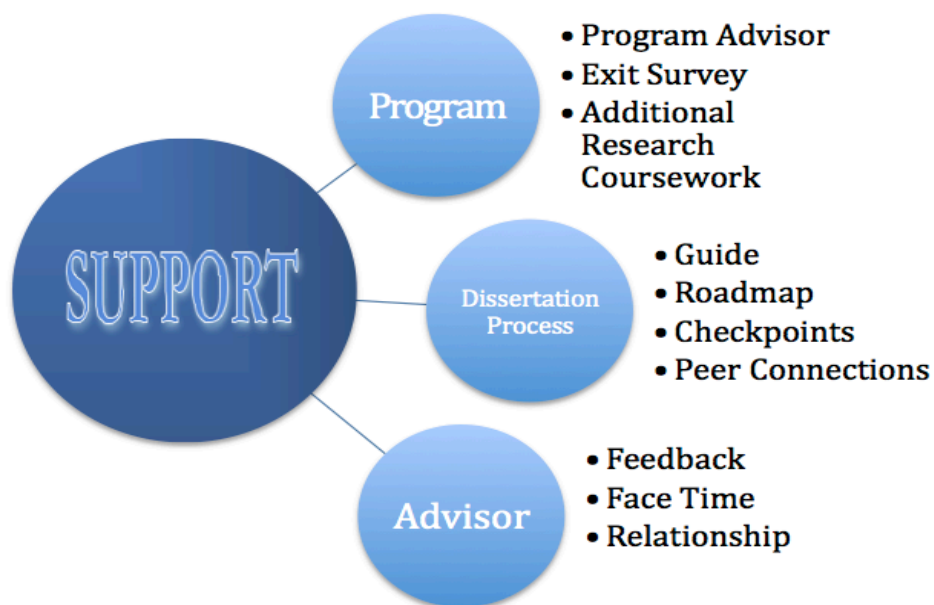 SUPPORT
Program
• Program Advisor
• Exit Survey
• Additional
Research
Coursework
Dissertation
Process
• Guide
• Roadmap
• Checkpoints
• Peer Connections
Advisor
• Feedback
• Face Time
• Relationship